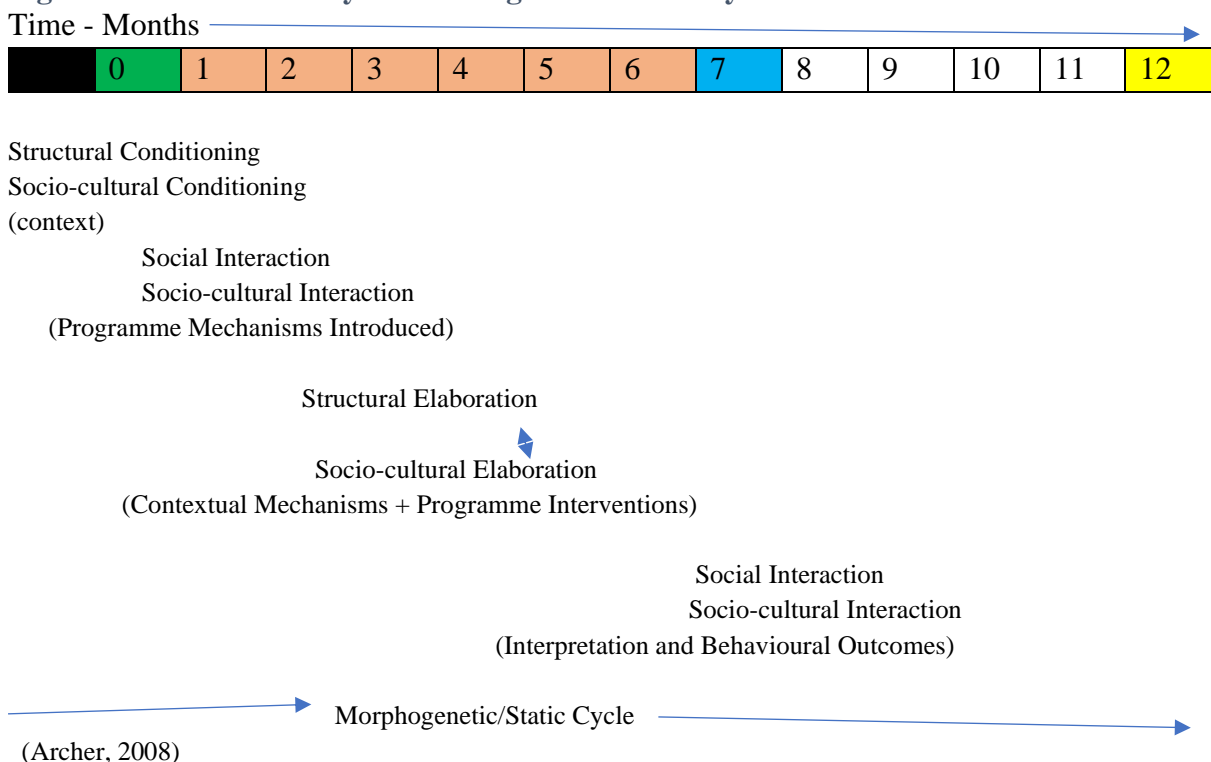 Time - Months
0 1 2 3 4 5 6 7 8 9 10 11 12
Structural Conditioning
Socio-cultural Conditioning
(context)
Social Interaction
Socio-cultural Interaction
(Programme Mechanisms Introduced)
Structural Elaboration
Socio-cultural Elaboration
(Contextual Mechanisms + Programme Interventions)
Social Interaction
Socio-cultural Interaction
(Interpretation and Behavioural Outcomes)
Morphogenetic/Static Cycle
(Archer, 2008)